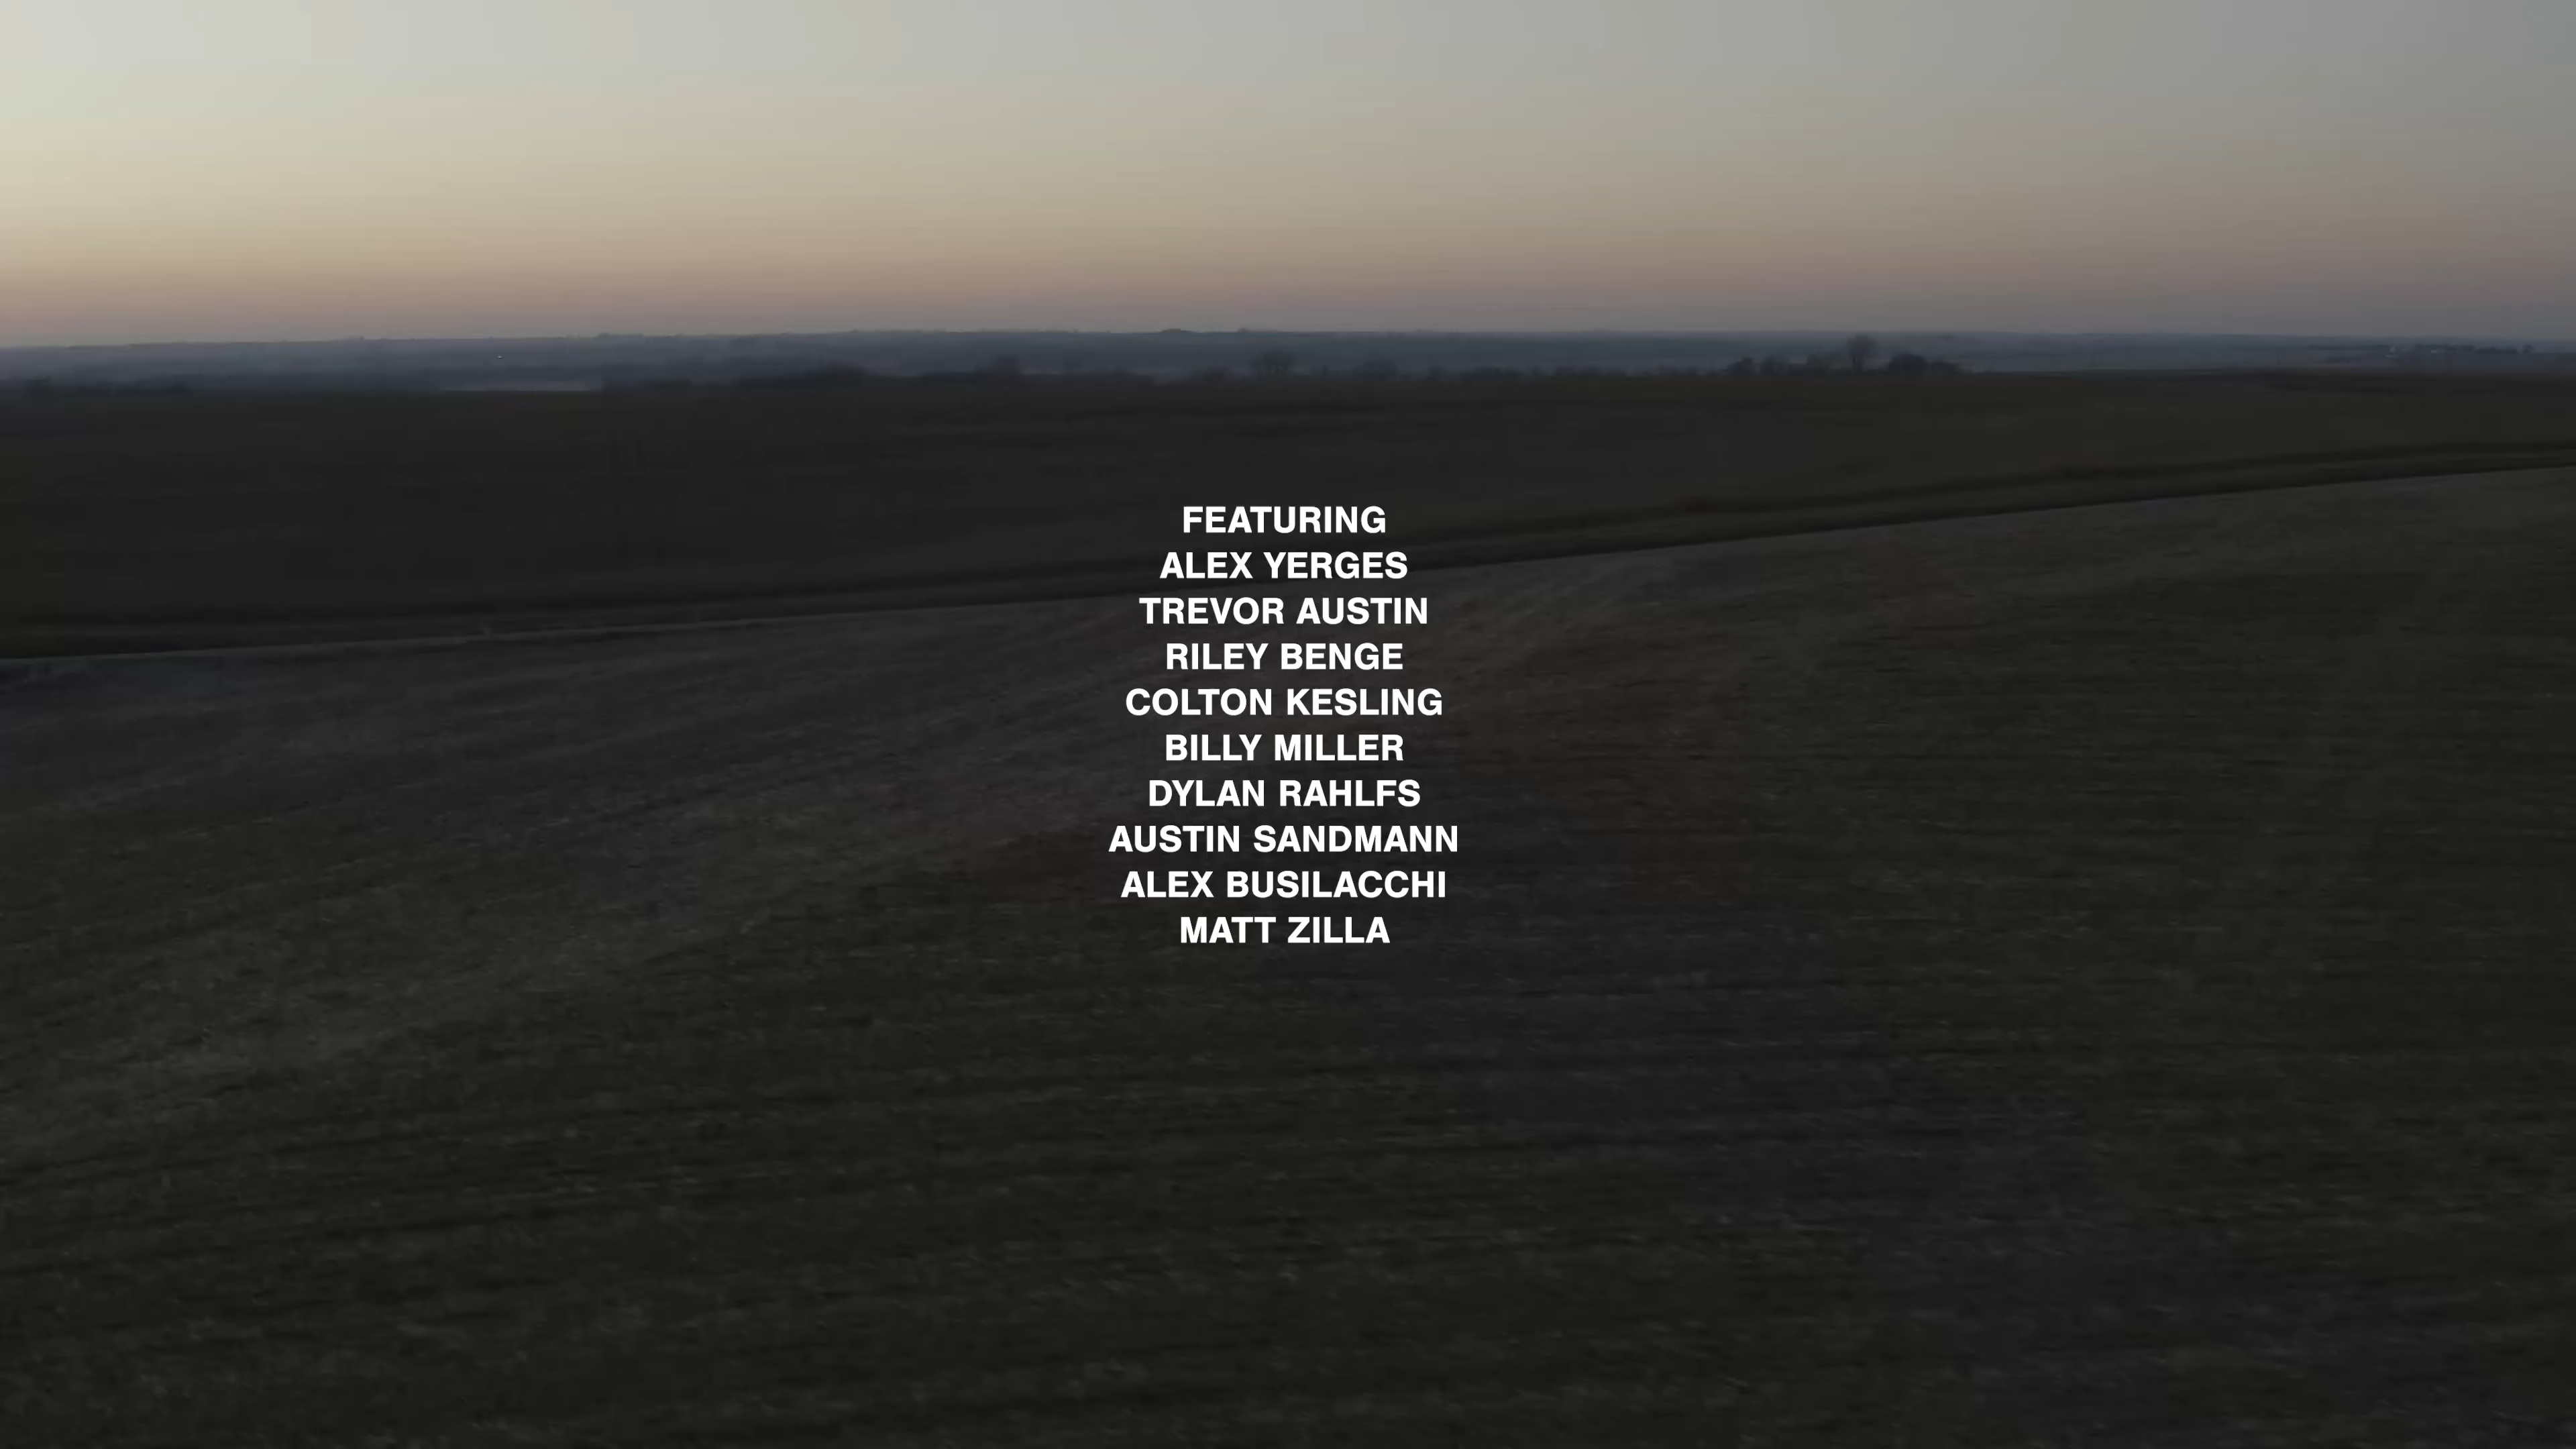 FEATURING
ALEX YERGES
TREVOR AUSTIN
RILEY BENGE
COLTON KESLING
BILLY MILLER
DYLAN RAHLFS
AUSTIN SANDMANN
ALEX BUSILACCHI
MATT ZILLA